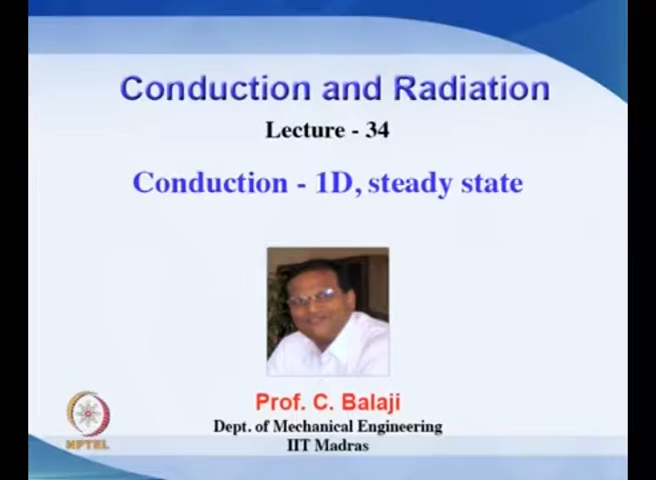 Conduction and Radiation
Lecture - 34
Conduction - 1D, steady state
Prof. C. Balaji
Dept. of Mechanical Engineering
IIT Madras
NPTEL